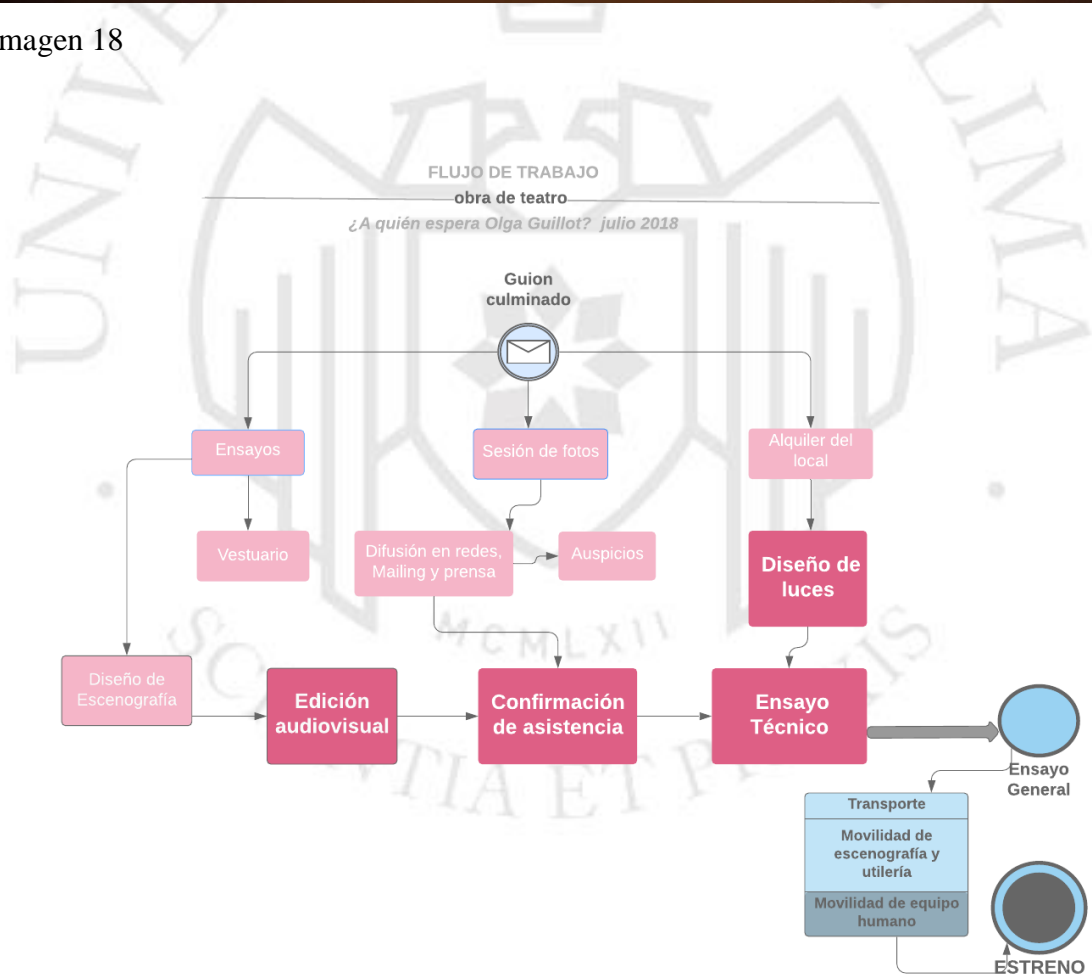 magen 18
FLUJO DE TRABAJO
obra de teatro
¿A quién espera Olga Guillot? julio 2018
Guion
culminado
Ensayos
Sesión de fotos
Alquiler del
local
Vestuario
Difusión en redes,
Mailing y prensa
Auspicios
Diseño de
luces
Diseño de
Escenografía
Edición
audiovisual
Confirmación
de asistencia
Ensayo
Técnico
Ensayo
General
Transporte
Movilidad de
escenografía y
utilería
Movilidad de equipo
humano
ESTRENO
LIMA
MCMLXII